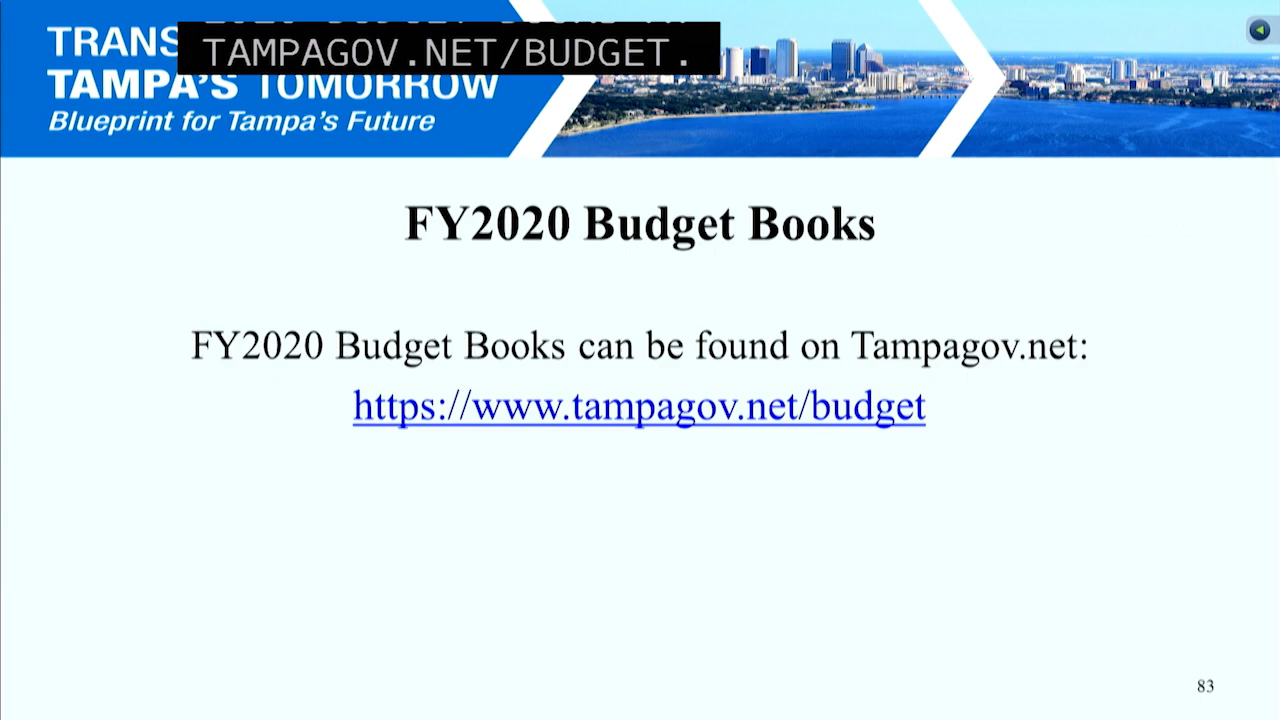 TRANS
TAMPAGOV.NET/BUDGET.
TAMPA'S TOMORROW
Blueprint for Tampa's Future
FY2020 Budget Books
FY2020 Budget Books can be found on Tampagov.net:
https://www.tampagov.net/budget
83